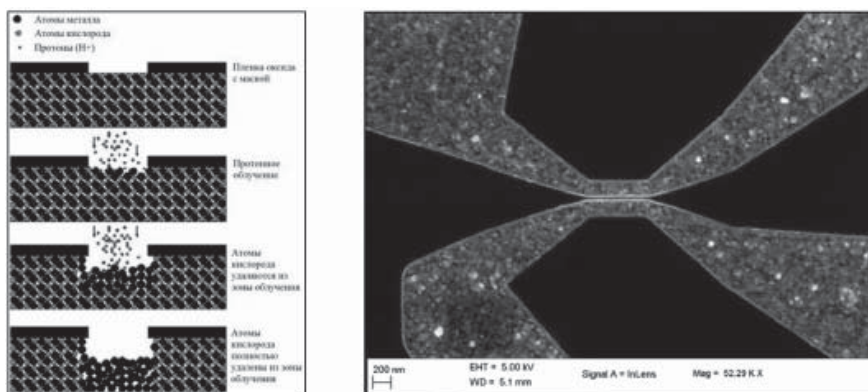 Атомы металла
Атомы кислорода
Протоны (H+)
Пленка оксида
с маской
Протонное
облучение
Атомы
кислорода
удаляются из
зоны облучения
Атомы
кислорода
полностью
удалены из зоны
облучения
200 nm
EHT = 5.00 kV
WD = 5.1 mm
Signal A = InLens
Mag = 52.29 K X